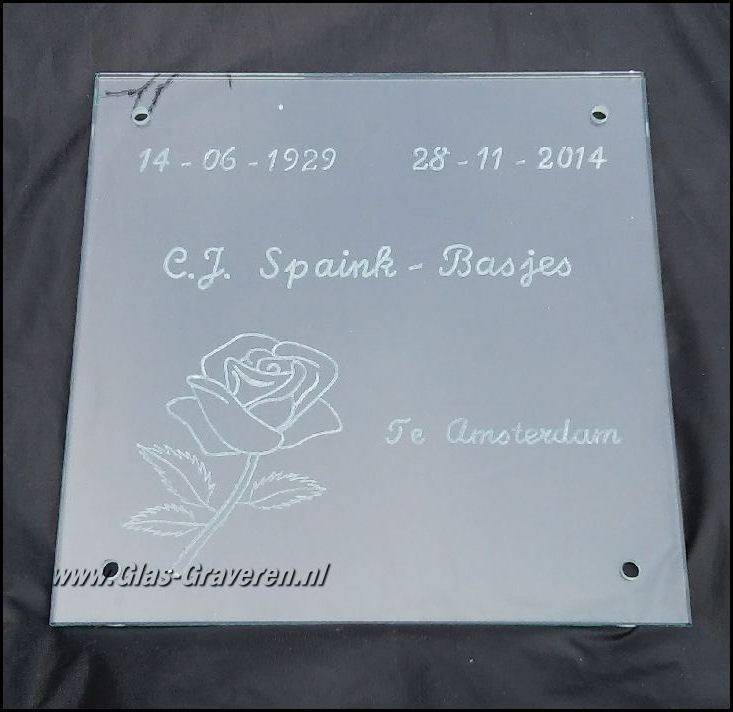 14 - 06 - 1929 28 - 11 - 2014
C.J. Spaink - Basjes
Te Amsterdam
www.Glas-Graveren.nl